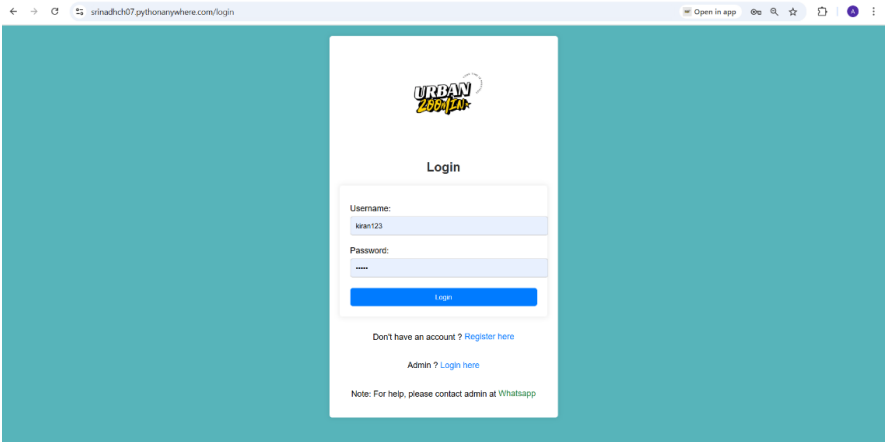 srinadhch07.pythonanywhere.com/login
Open in app
A
URBAN
ZOOMIN
Login
Username:
kiran123
Password:
•••••
Login
Don't have an account ? Register here
Admin ? Login here
Note: For help, please contact admin at Whatsapp